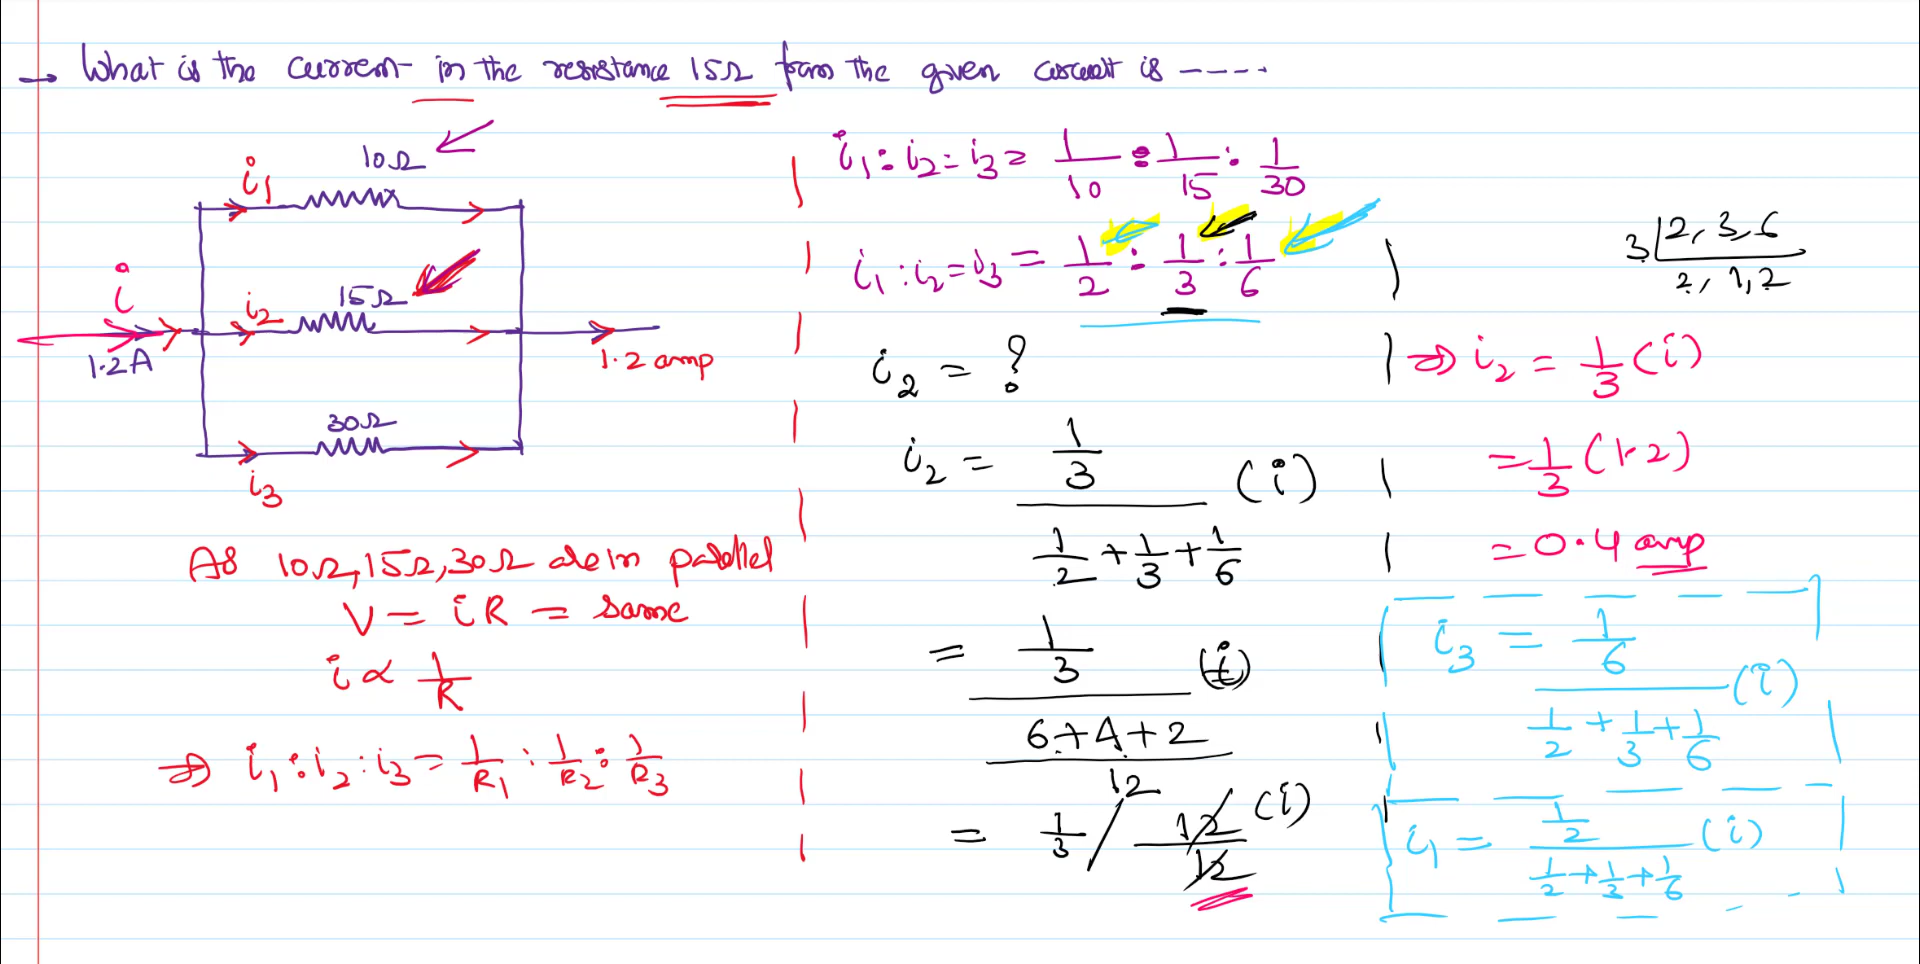 → What is the current in the resistance 15Ω from the given circuit is ----.
10Ω
i1
15Ω
i
i2
1.2A
1.2 amp
30Ω
i3
As 10Ω,15Ω,30Ω are in parallel
V = iR = same
i ∝ 1/R
⇒ i1 : i2 : i3 = 1/R1 : 1/R2 : 1/R3
i1 : i2 = i3 = 1/10 : 1/15 : 1/30
i1 : i2 = i3 = 1/2 : 1/3 : 1/6
i2 = ?
i2 = (1/3)/(1/2 + 1/3 + 1/6) (i)
= (1/3)/((6+4+2)/12) (i)
= 1/3 / 12/12 (i)
3 | 2, 3, 6
2, 1, 2
⇒ i2 = 1/3 (i)
= 1/3 (1.2)
= 0.4 amp
i3 = (1/6)/(1/2 + 1/3 + 1/6) (i)
i1 = (1/2)/(1/2 + 1/3 + 1/6) (i)